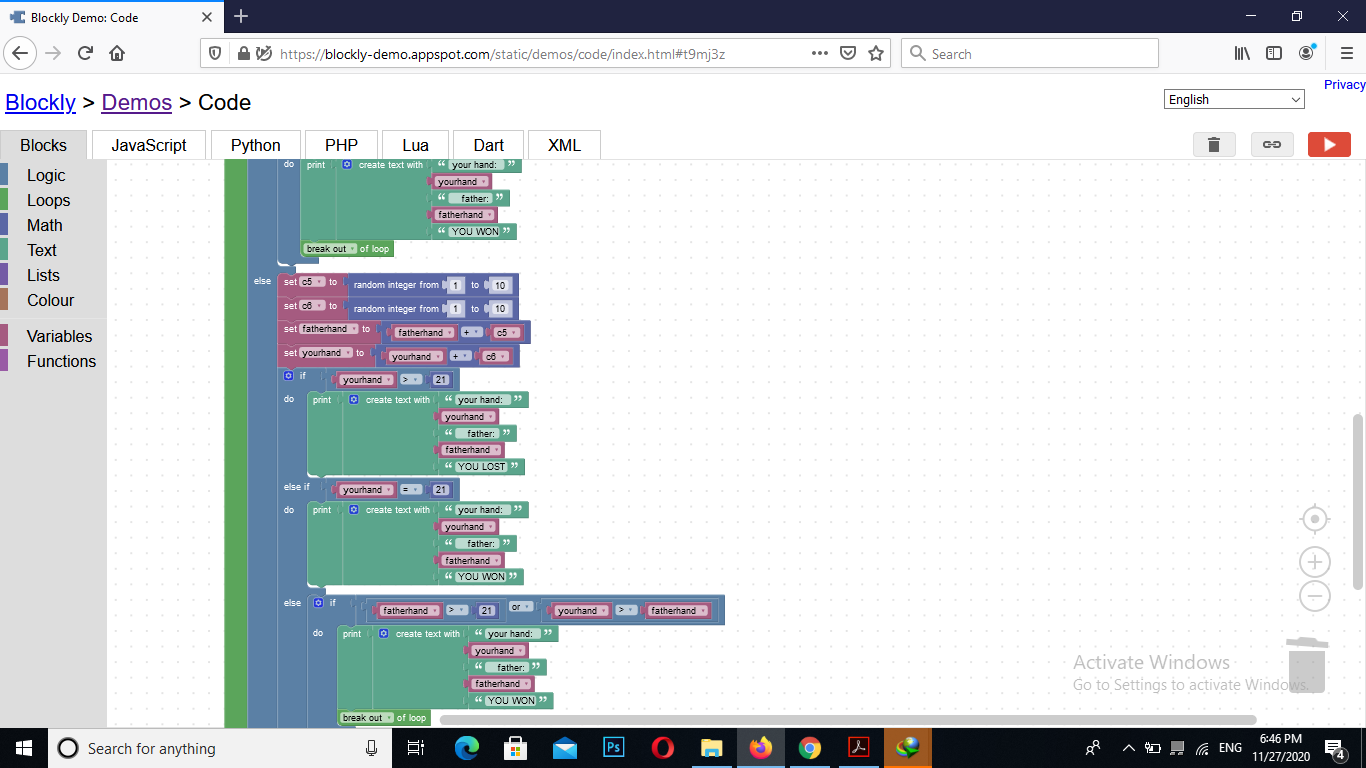 Blockly Demo: Code
https://blockly-demo.appspot.com/static/demos/code/index.html#t9mj3z
Search
Privacy
Blockly > Demos > Code
English
Blocks JavaScript Python PHP Lua Dart XML
Logic
Loops
Math
Text
Lists
Colour
Variables
Functions
do print create text with “ your hand: ”
yourhand
“ father: ”
fatherhand
“ YOU WON ”
break out of loop
else set c5 to random integer from 1 to 10
set c6 to random integer from 1 to 10
set fatherhand to fatherhand + c5
set yourhand to yourhand + c6
if yourhand > 21
do print create text with “ your hand: ”
yourhand
“ father: ”
fatherhand
“ YOU LOST ”
else if yourhand = 21
do print create text with “ your hand: ”
yourhand
“ father: ”
fatherhand
“ YOU WON ”
else if fatherhand > 21 or yourhand > fatherhand
do print create text with “ your hand: ”
yourhand
“ father: ”
fatherhand
“ YOU WON ”
break out of loop
Activate Windows
Go to Settings to activate Windows.
Search for anything
Ps
ENG
6:46 PM
11/27/2020
4